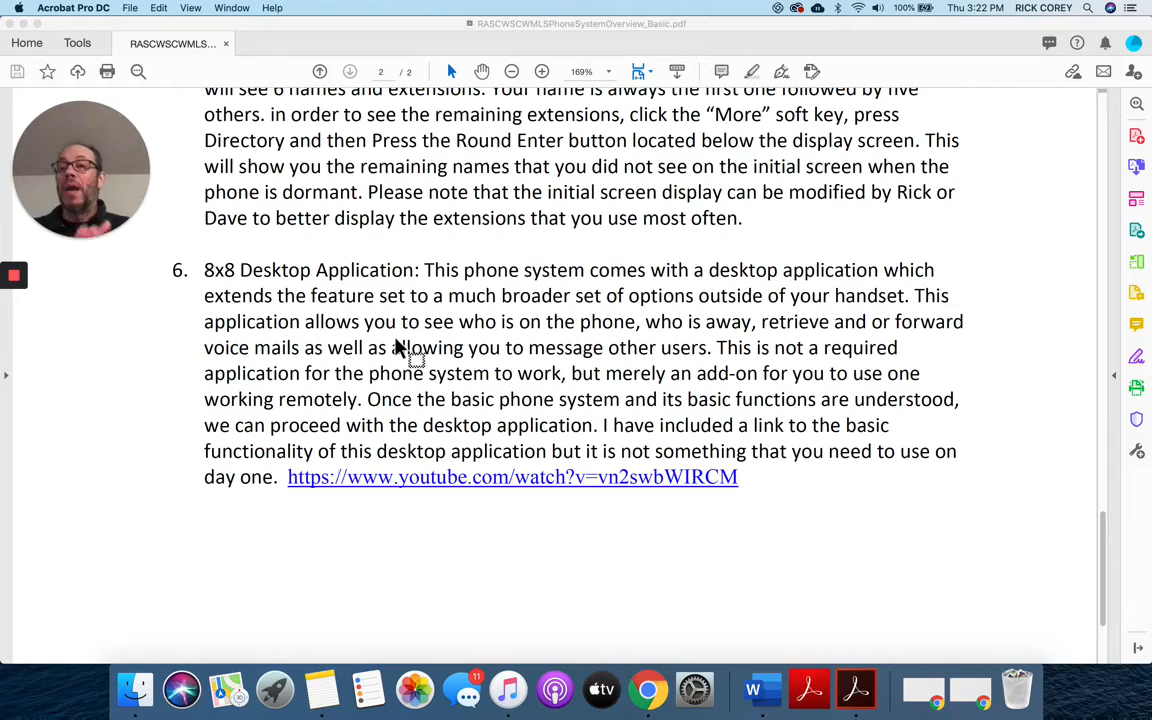 Acrobat Pro DC File Edit View Window Help 100% Thu 3:22 PM RICK COREY
RASCWSCWMLSPhoneSystemOverview_Basic.pdf
Home Tools RASCWSCWMLS... ×
2 / 2 169%
will see 6 names and extensions. Your name is always the first one followed by five
others. in order to see the remaining extensions, click the “More” soft key, press
Directory and then Press the Round Enter button located below the display screen. This
will show you the remaining names that you did not see on the initial screen when the
phone is dormant. Please note that the initial screen display can be modified by Rick or
Dave to better display the extensions that you use most often.
6. 8x8 Desktop Application: This phone system comes with a desktop application which
extends the feature set to a much broader set of options outside of your handset. This
application allows you to see who is on the phone, who is away, retrieve and or forward
voice mails as well as allowing you to message other users. This is not a required
application for the phone system to work, but merely an add-on for you to use one
working remotely. Once the basic phone system and its basic functions are understood,
we can proceed with the desktop application. I have included a link to the basic
functionality of this desktop application but it is not something that you need to use on
day one. https://www.youtube.com/watch?v=vn2swbWIRCM
11
tv
W